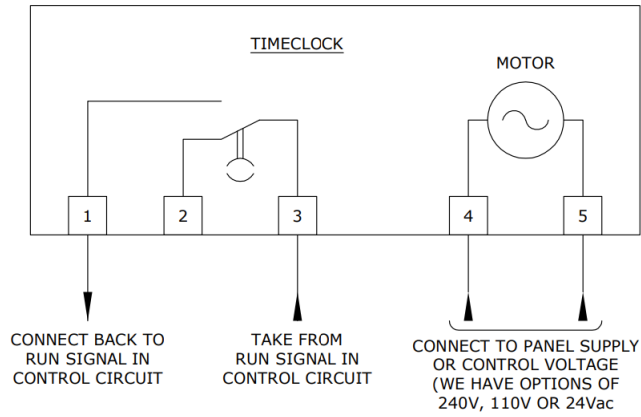 TIMECLOCK
MOTOR
1
2
3
4
5
CONNECT BACK TO
RUN SIGNAL IN
CONTROL CIRCUIT
TAKE FROM
RUN SIGNAL IN
CONTROL CIRCUIT
CONNECT TO PANEL SUPPLY
OR CONTROL VOLTAGE
(WE HAVE OPTIONS OF
240V, 110V OR 24Vac